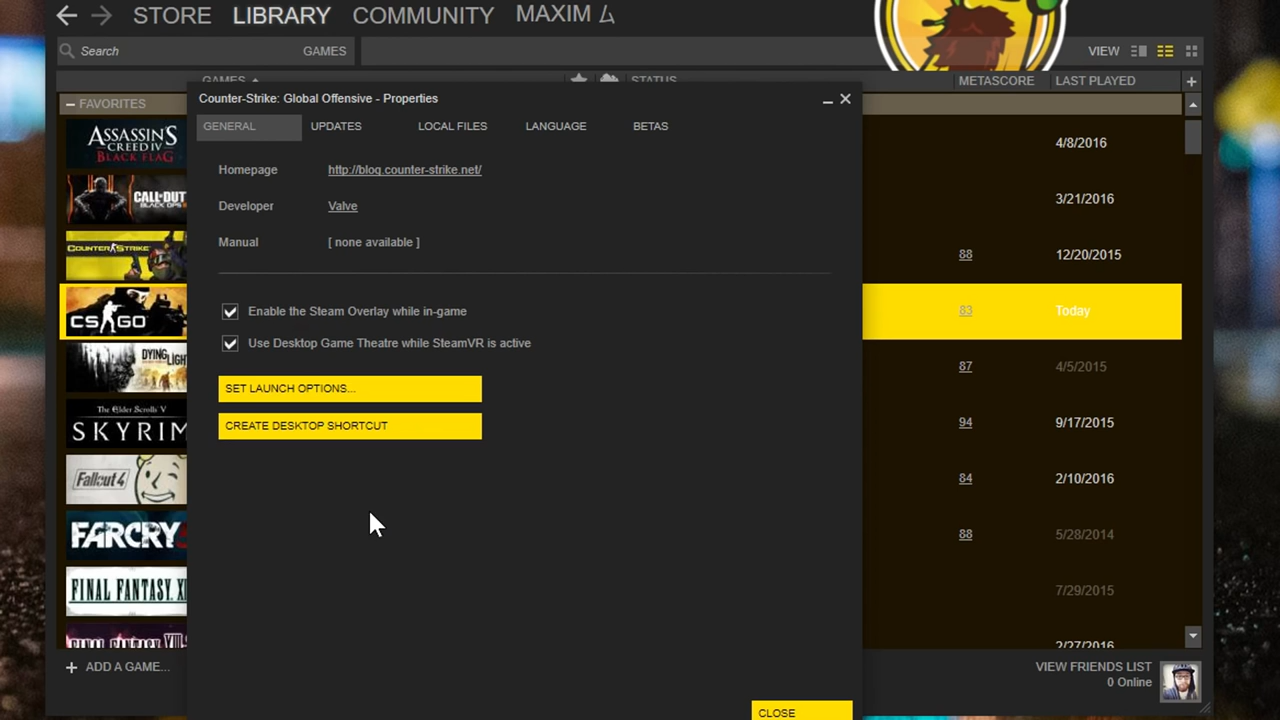 STORE LIBRARY COMMUNITY MAXIM
Search GAMES VIEW
GAMES STATUS METASCORE LAST PLAYED
FAVORITES
Counter-Strike: Global Offensive - Properties
GENERAL UPDATES LOCAL FILES LANGUAGE BETAS
ASSASSIN'S CREED IV BLACK FLAG 4/8/2016
Homepage http://blog.counter-strike.net/
CALL OF DUTY BLACK OPS 3/21/2016
Developer Valve
Manual [ none available ]
COUNTER STRIKE 88 12/20/2015
CS GO 83 Today
Enable the Steam Overlay while in-game
Use Desktop Game Theatre while SteamVR is active
DYING LIGH 87 4/5/2015
SET LAUNCH OPTIONS...
CREATE DESKTOP SHORTCUT
The Elder Scrolls V
SKYRIM 94 9/17/2015
Fallout 4 84 2/10/2016
FARCRY 88 5/28/2014
FINAL FANTASY XI 7/29/2015
FINAL FANTASY XIII 2/27/2016
ADD A GAME...
VIEW FRIENDS LIST
0 Online
CLOSE